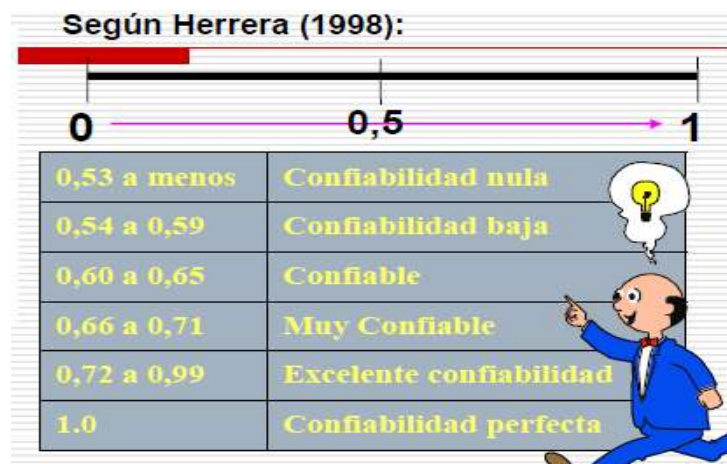 Según Herrera (1998):
0
0,5
1
0,53 a menos Confiabilidad nula
0,54 a 0,59 Confiabilidad baja
0,60 a 0,65 Confiable
0,66 a 0,71 Muy Confiable
0,72 a 0,99 Excelente confiabilidad
1.0 Confiabilidad perfecta